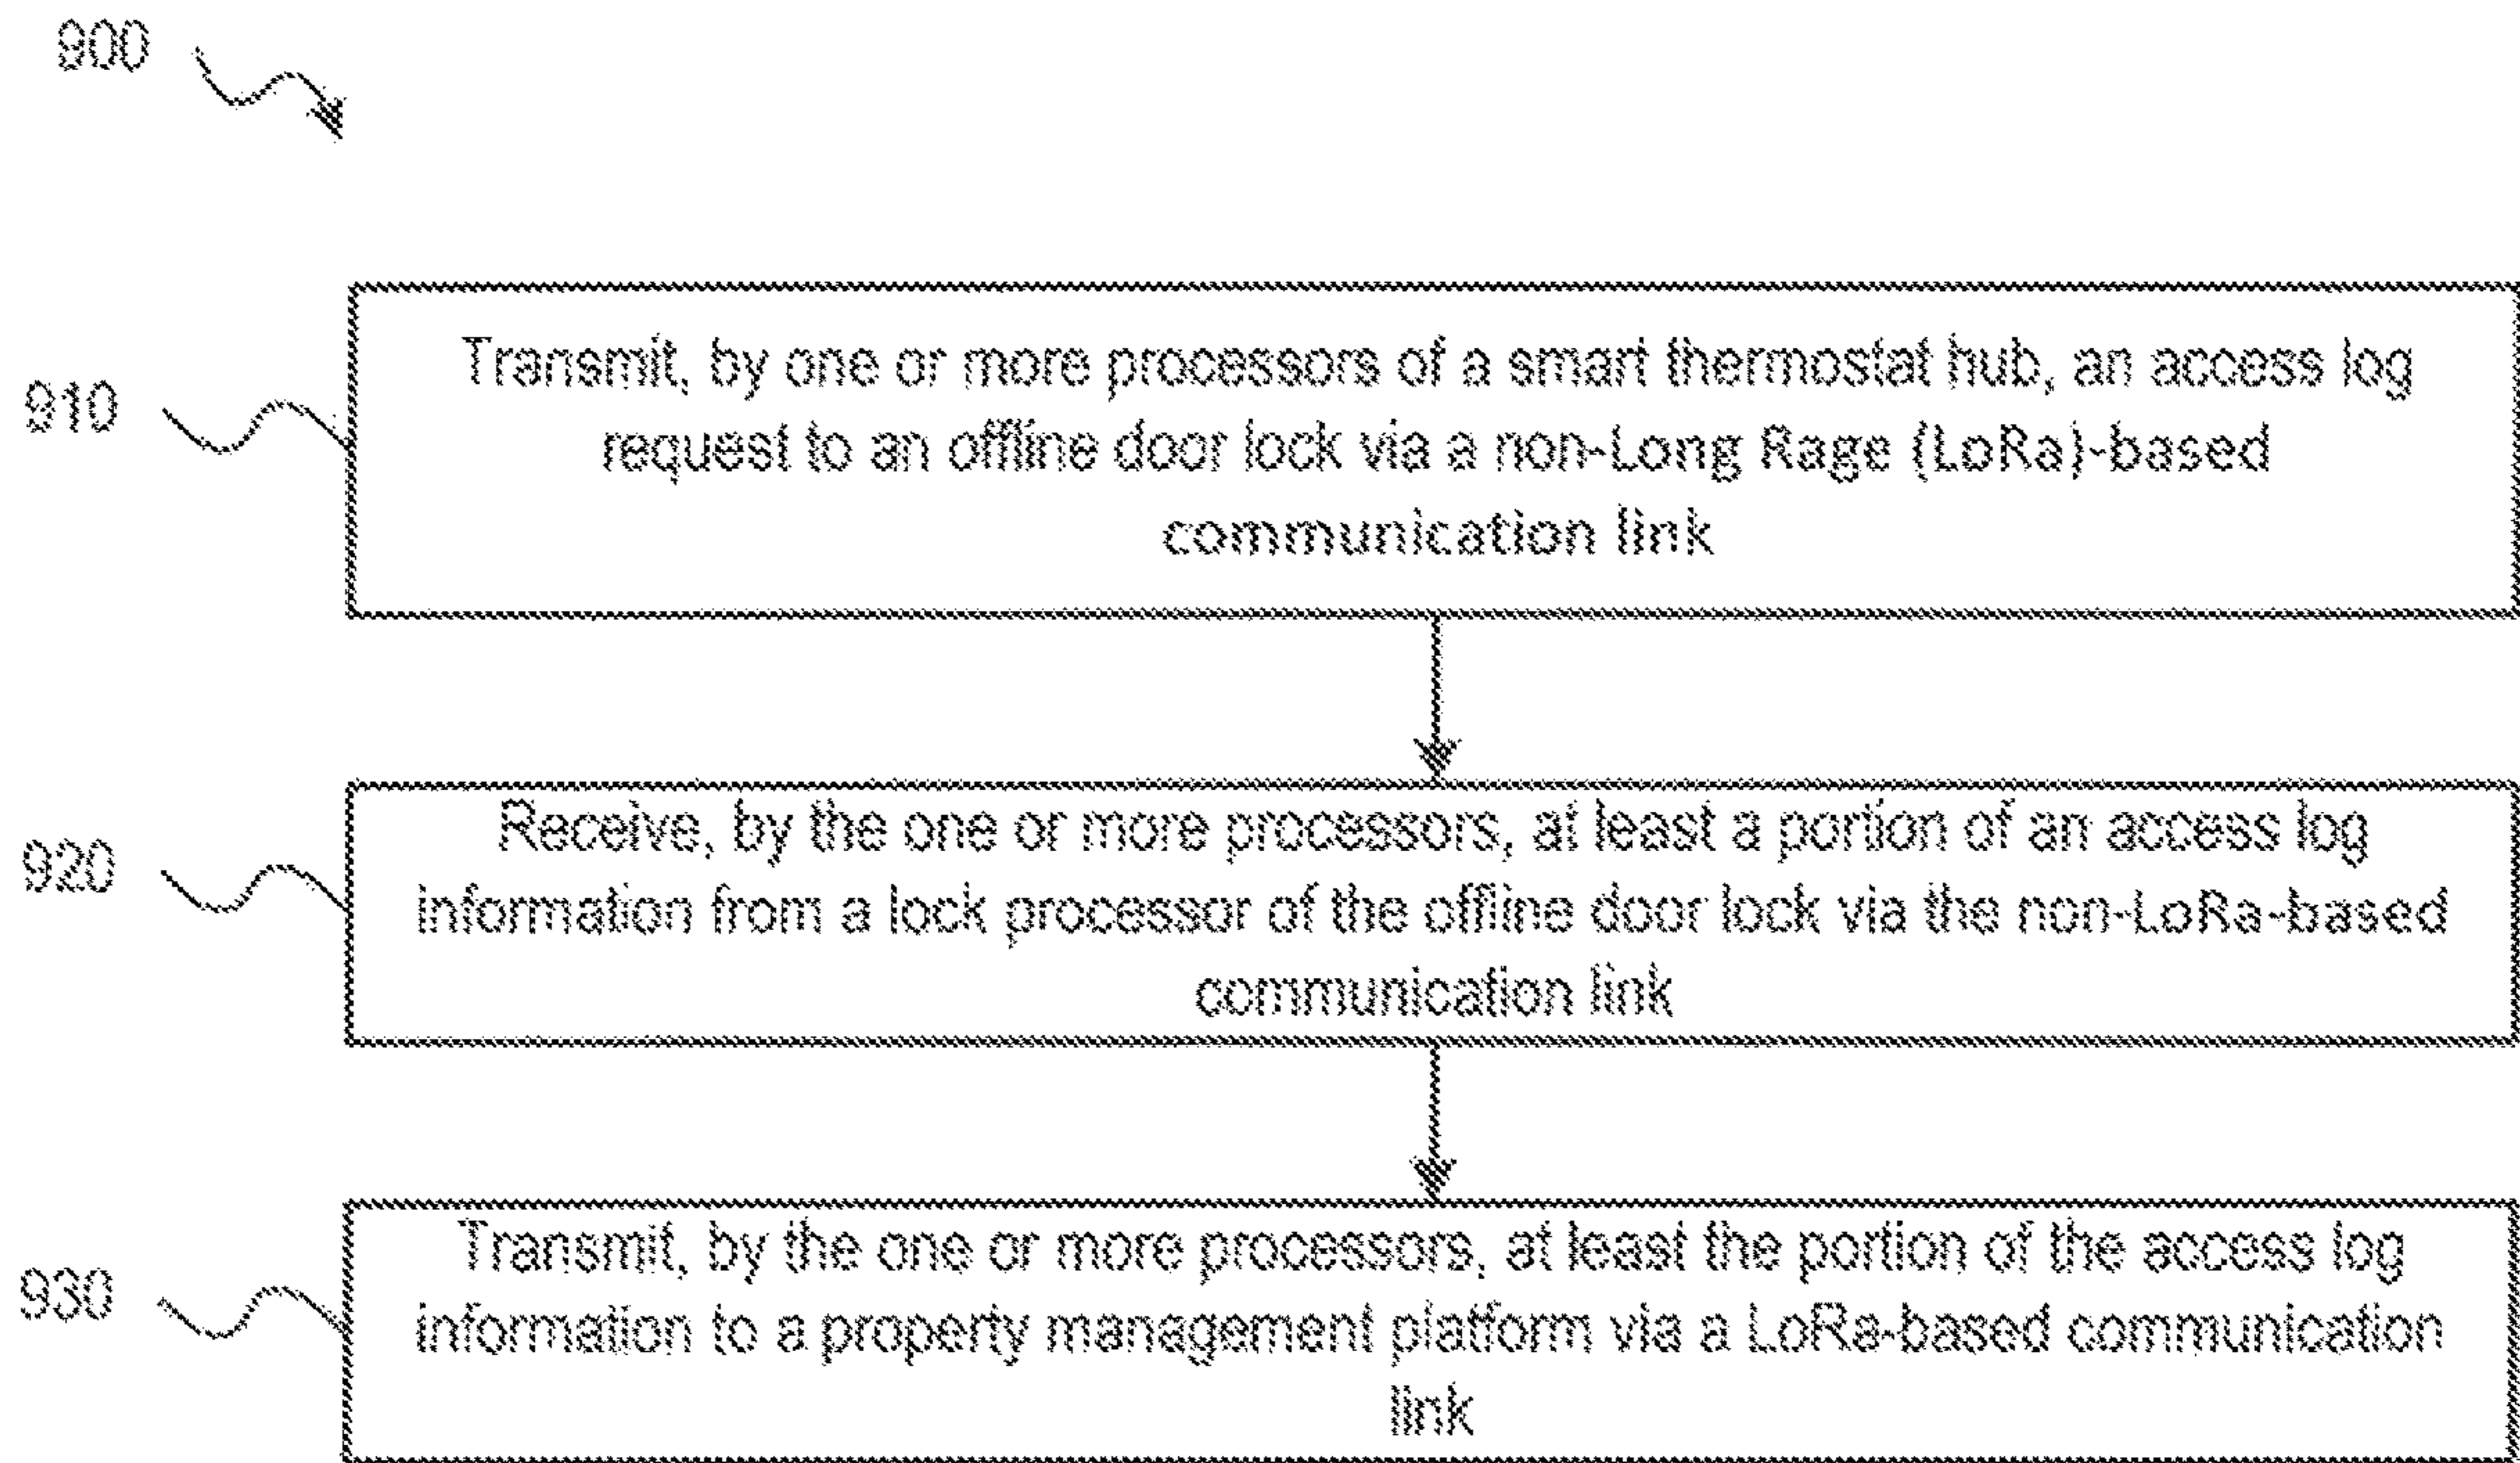 900
910
Transmit, by one or more processors of a smart thermostat hub, an access log
request to an offline door lock via a non-Long Rage (LoRa)-based
communication link
920
Receive, by the one or more processors, at least a portion of an access log
information from a lock processor of the offline door lock via the non-LoRa-based
communication link
930
Transmit, by the one or more processors, at least the portion of the access log
information to a property management platform via a LoRa-based communication
link